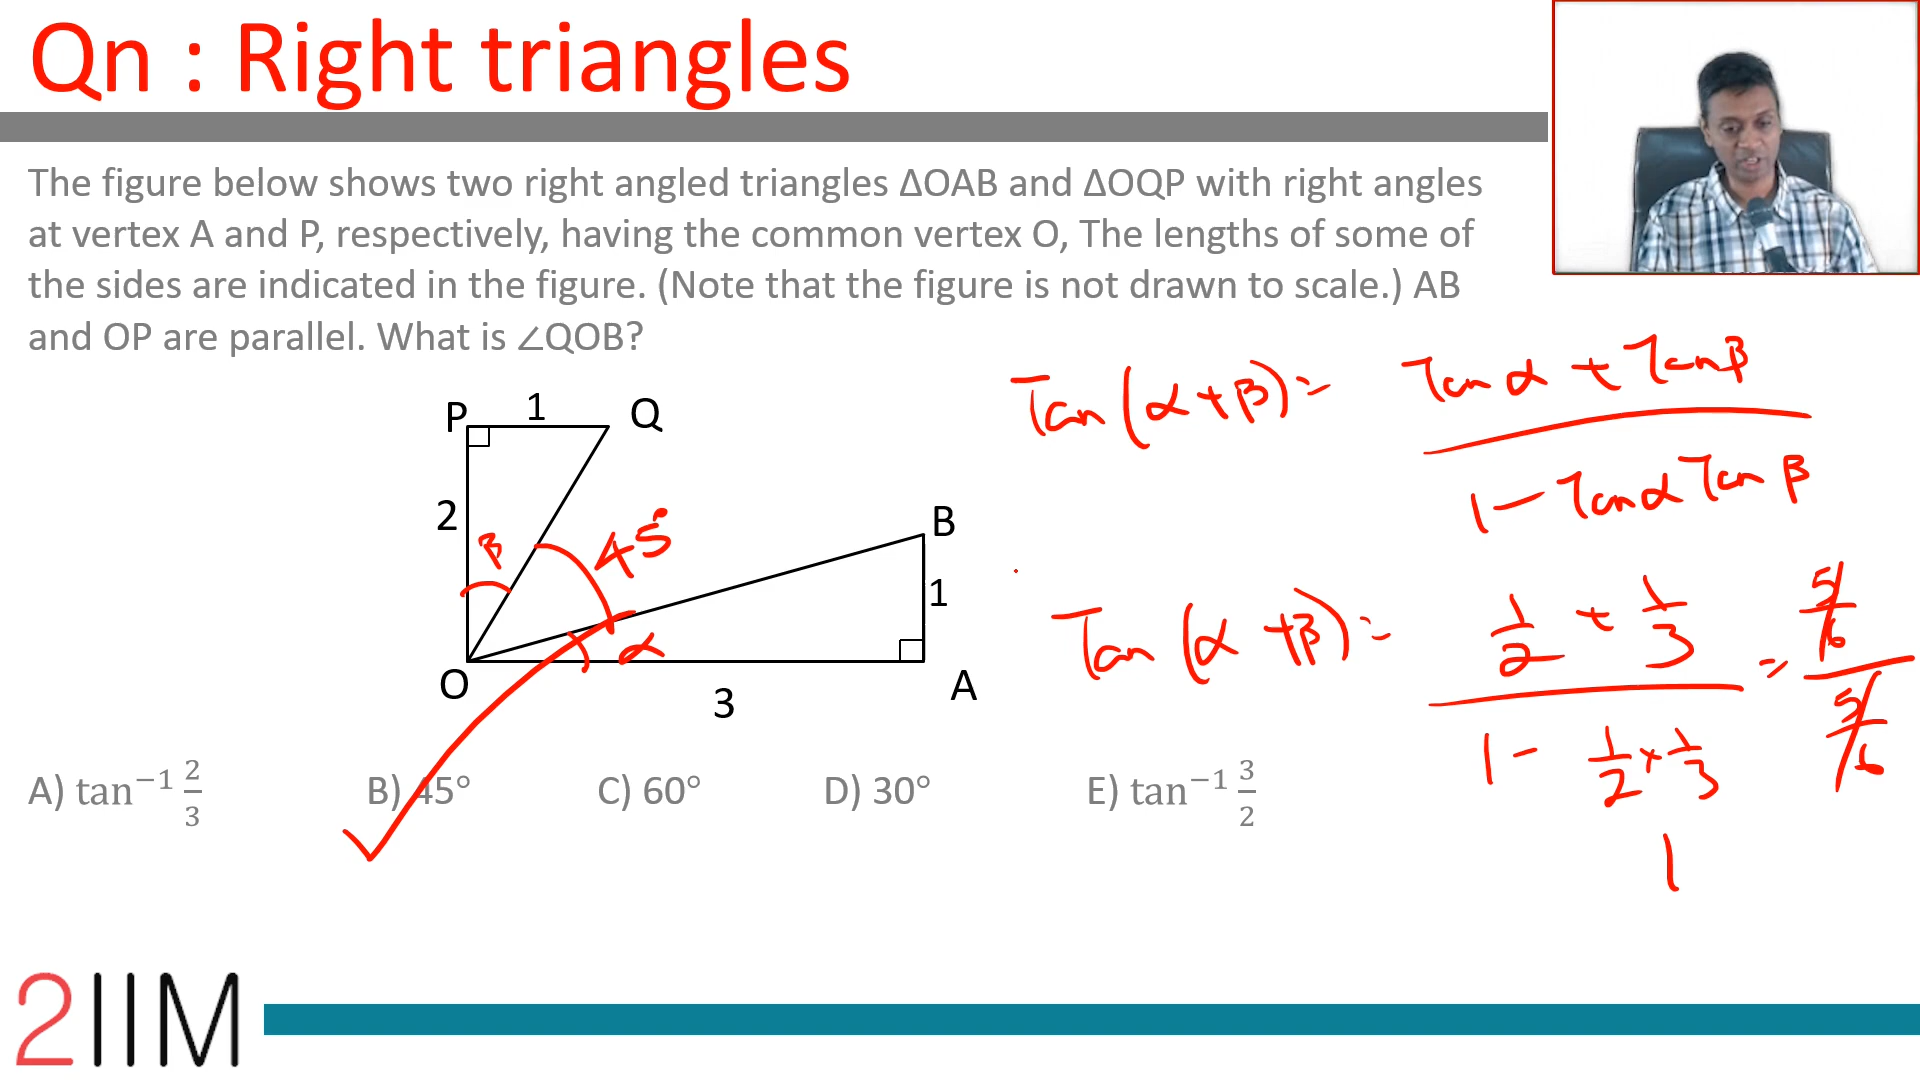 Qn : Right triangles
The figure below shows two right angled triangles ΔOAB and ΔOQP with right angles
at vertex A and P, respectively, having the common vertex O, The lengths of some of
the sides are indicated in the figure. (Note that the figure is not drawn to scale.) AB
and OP are parallel. What is ∠QOB?
P 1 Q
2
β 45°
B
1
α
O 3 A
Tan(α+β) = (Tanα + Tanβ) / (1 − Tanα Tanβ)
Tan(α+β) = (1/2 + 1/3) / (1 − 1/2 × 1/3) = (5/6) / (5/6)
1
A) tan⁻¹ 2/3 B) 45° C) 60° D) 30° E) tan⁻¹ 3/2
2IIM